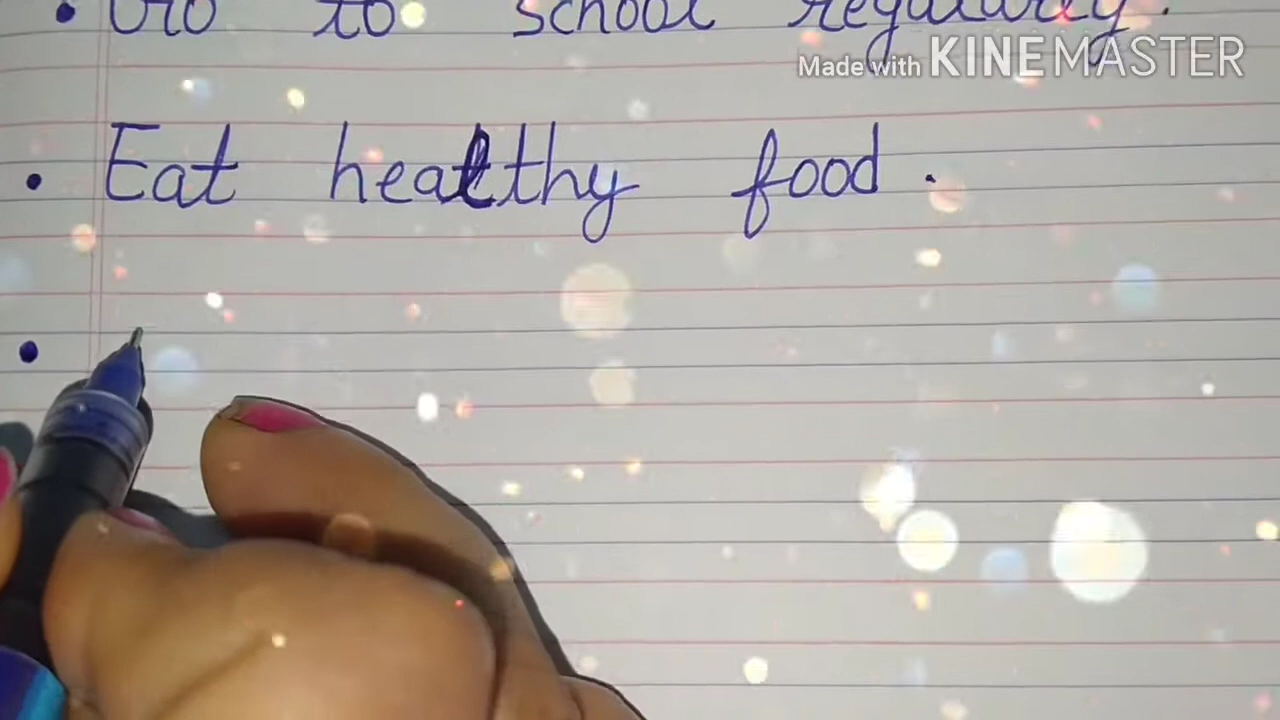 • Go to school regularly.
Made with KINEMASTER
• Eat healthy food.
•